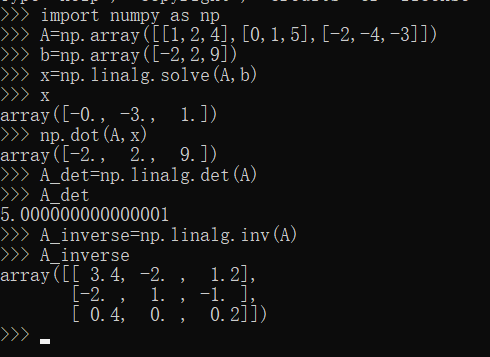 >>> import numpy as np
>>> A=np.array([[1,2,4],[0,1,5],[-2,-4,-3]])
>>> b=np.array([-2,2,9])
>>> x=np.linalg.solve(A,b)
>>> x
array([-0., -3.,  1.])
>>> np.dot(A,x)
array([-2.,  2.,  9.])
>>> A_det=np.linalg.det(A)
>>> A_det
5.000000000000001
>>> A_inverse=np.linalg.inv(A)
>>> A_inverse
array([[ 3.4, -2. ,  1.2],
       [-2. ,  1. , -1. ],
       [ 0.4,  0. ,  0.2]])
>>>